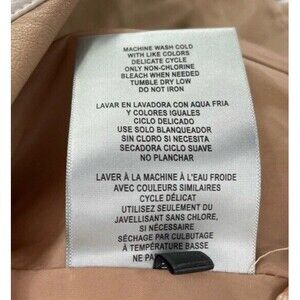 MACHINE WASH COLD
WITH LIKE COLORS
DELICATE CYCLE
ONLY NON-CHLORINE
BLEACH WHEN NEEDED
TUMBLE DRY LOW
DO NOT IRON
LAVAR EN LAVADORA CON AQUA FRIA
Y COLORES IGUALES
CICLO DELICADO
USE SOLO BLANQUEADOR
SIN CLORO SI NECESITA
SECADORA CICLO SUAVE
NO PLANCHAR
LAVER À LA MACHINE À L'EAU FROIDE
AVEC COULEURS SIMILAIRES
CYCLE DÉLICAT
UTILIZEZ SEULEMENT DU
JAVELLISANT SANS CHLORE,
SI NÉCESSAIRE
SÉCHAGE PAR CULBUTAGE
À TEMPÉRATURE BASSE
NE PA